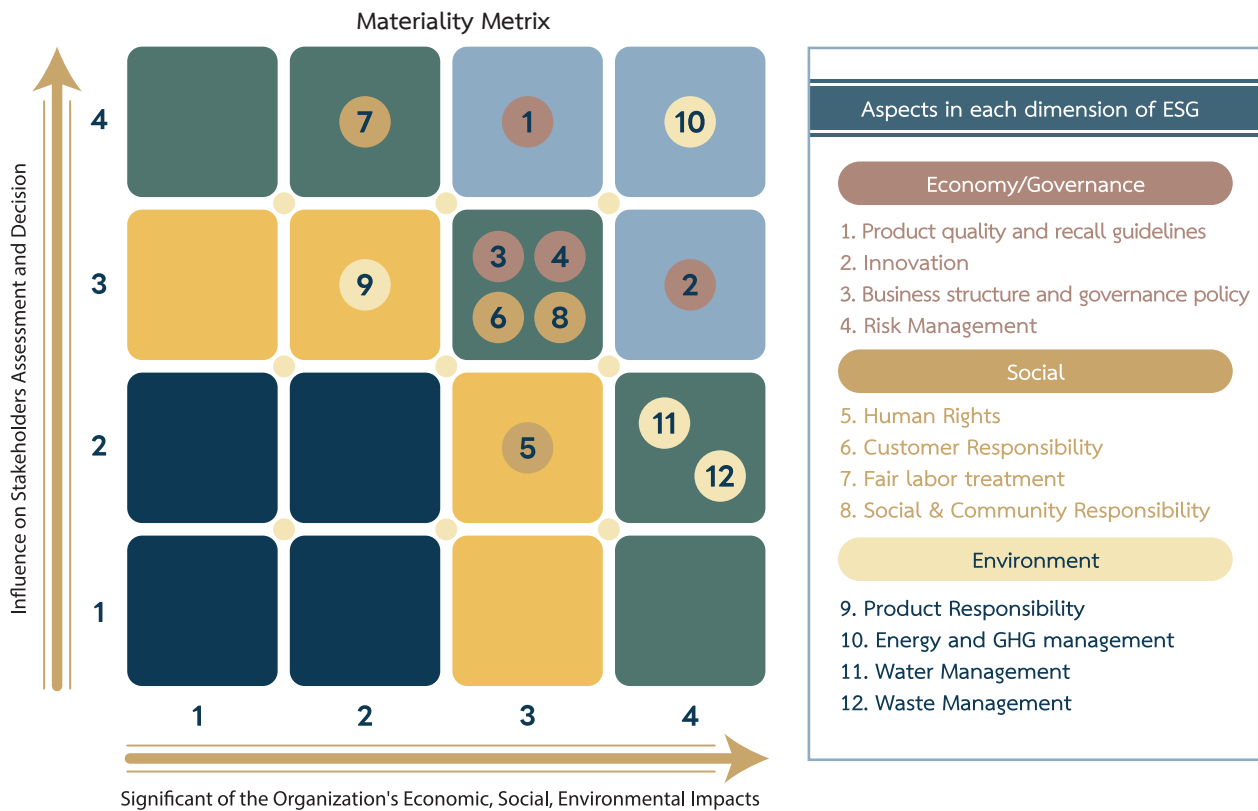 Materiality Metrix
Influence on Stakeholders Assessment and Decision
4
7
1
10
3
9
3
4
6
8
2
2
5
11
12
1
1
2
3
4
Significant of the Organization's Economic, Social, Environmental Impacts
Aspects in each dimension of ESG
Economy/Governance
1. Product quality and recall guidelines
2. Innovation
3. Business structure and governance policy
4. Risk Management
Social
5. Human Rights
6. Customer Responsibility
7. Fair labor treatment
8. Social & Community Responsibility
Environment
9. Product Responsibility
10. Energy and GHG management
11. Water Management
12. Waste Management